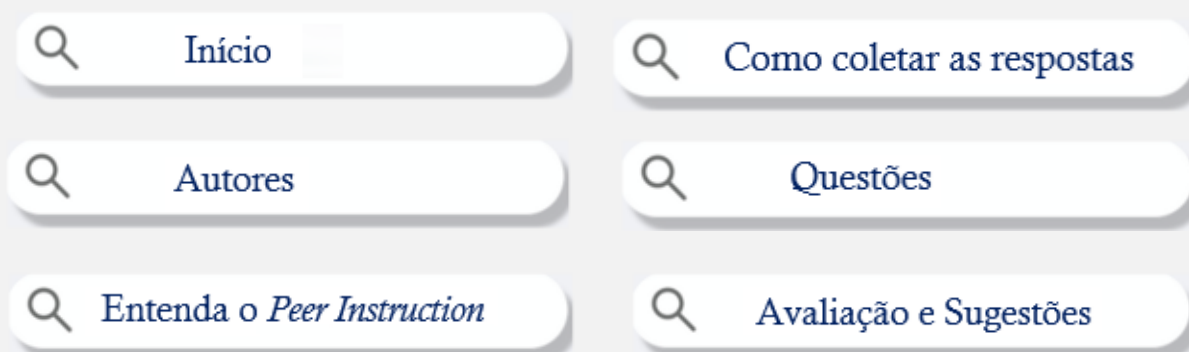 Início
Autores
Entenda o Peer Instruction
Como coletar as respostas
Questões
Avaliação e Sugestões